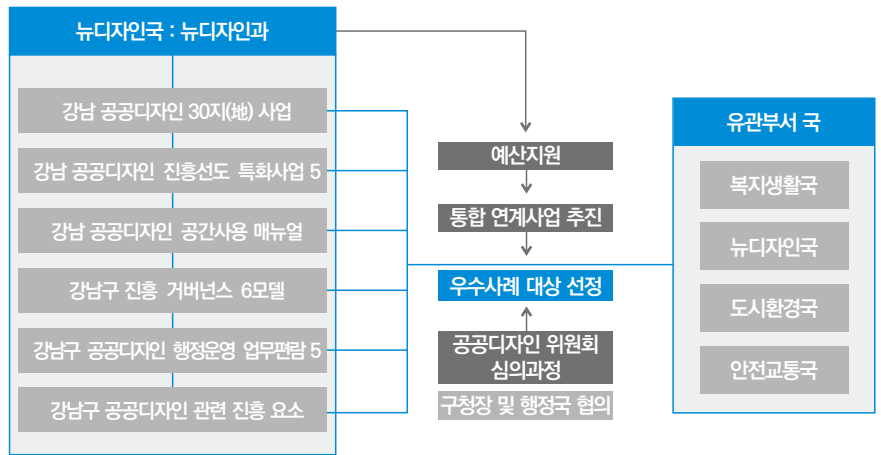 뉴디자인국 : 뉴디자인과
강남 공공디자인 30지(地) 사업
강남 공공디자인 진흥선도 특화사업 5
강남 공공디자인 공간사용 매뉴얼
강남구 진흥 거버넌스 6모델
강남구 공공디자인 행정운영 업무편람 5
강남구 공공디자인 관련 진흥 요소
예산지원
통합 연계사업 추진
우수사례 대상 선정
공공디자인 위원회
심의과정
구청장 및 행정국 협의
유관부서 국
복지생활국
뉴디자인국
도시환경국
안전교통국